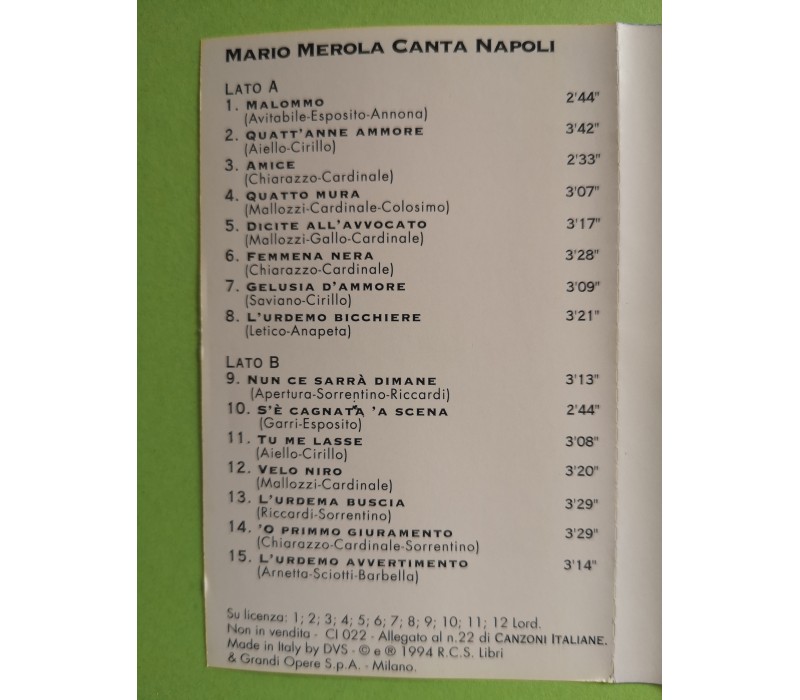 MARIO MEROLA CANTA NAPOLI
LATO A
1. MALOMMO 2'44"
(Avitabile-Esposito-Annona)
2. QUATT'ANNE AMMORE 3'42"
(Aiello-Cirillo)
3. AMICE 2'33"
(Chiarazzo-Cardinale)
4. QUATTO MURA 3'07"
(Mallozzi-Cardinale-Colosimo)
5. DICITE ALL'AVVOCATO 3'17"
(Mallozzi-Gallo-Cardinale)
6. FEMMENA NERA 3'28"
(Chiarazzo-Cardinale)
7. GELUSIA D'AMMORE 3'09"
(Saviano-Cirillo)
8. L'URDEMO BICCHIERE 3'21"
(Letico-Anapeta)
LATO B
9. NUN CE SARRÀ DIMANE 3'13"
(Apertura-Sorrentino-Riccardi)
10. S'È CAGNATA 'A SCENA 2'44"
(Garri-Esposito)
11. TU ME LASSE 3'08"
(Aiello-Cirillo)
12. VELO NIRO 3'20"
(Mallozzi-Cardinale)
13. L'URDEMA BUSCIA 3'29"
(Riccardi-Sorrentino)
14. 'O PRIMMO GIURAMENTO 3'29"
(Chiarazzo-Cardinale-Sorrentino)
15. L'URDEMO AVVERTIMENTO 3'14"
(Arnetta-Sciotti-Barbella)
Su licenza: 1; 2; 3; 4; 5; 6; 7; 8; 9; 10; 11; 12 Lord.
Non in vendita - CI 022 - Allegato al n.22 di CANZONI ITALIANE.
Made in Italy by DVS - © e ® 1994 R.C.S. Libri
& Grandi Opere S.p.A. - Milano.